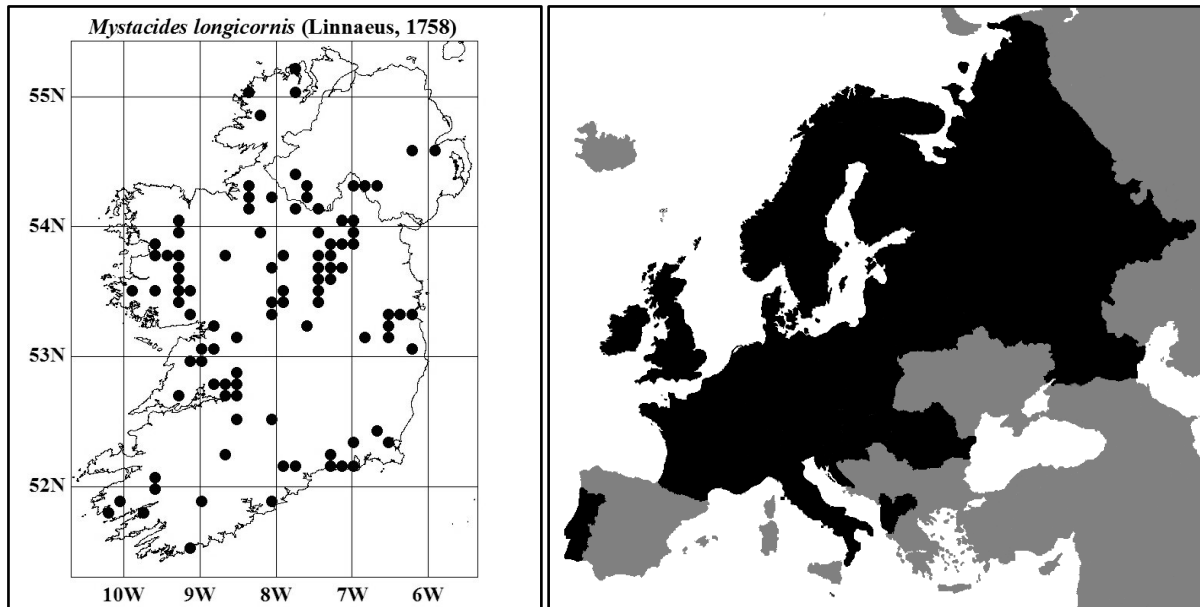 Mystacides longicornis (Linnaeus, 1758)
55N
54N
53N
52N
10W 9W 8W 7W 6W